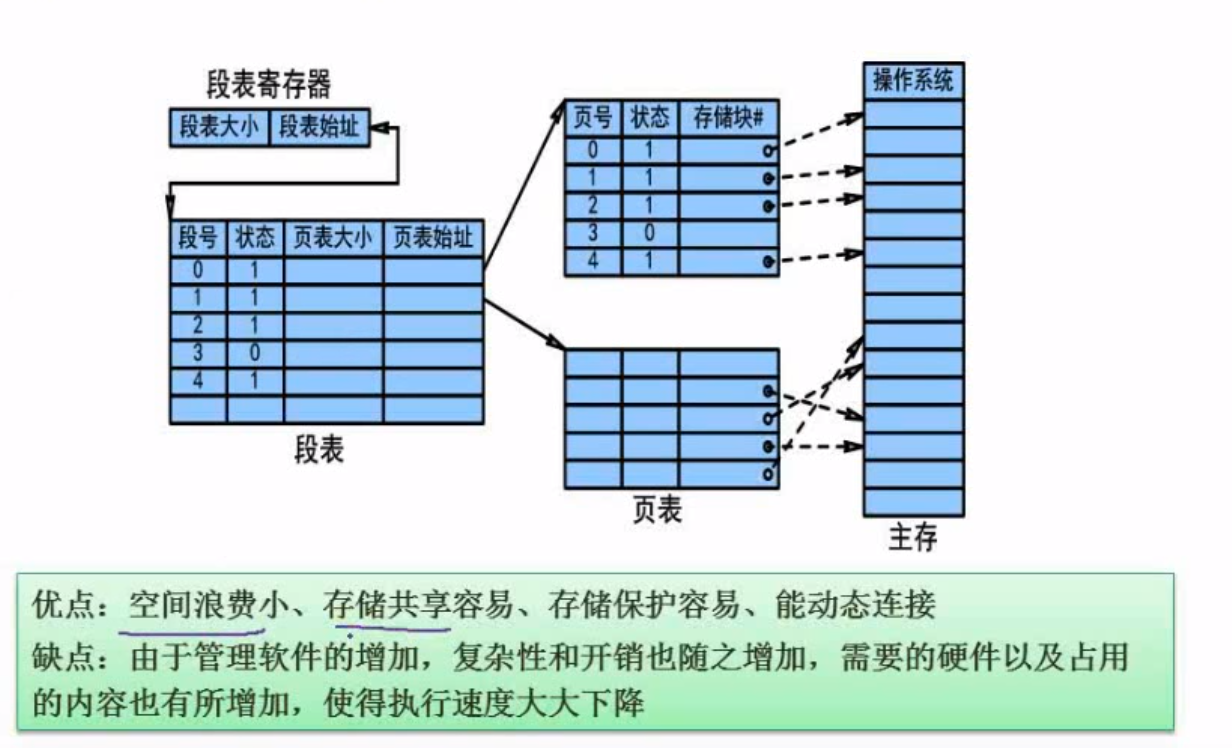 段表寄存器
段表大小 段表始址
段号 状态 页表大小 页表始址
0 1
1 1
2 1
3 0
4 1
段表
页号 状态 存储块#
0 1
1 1
2 1
3 0
4 1
页表
操作系统
主存
优点：空间浪费小、存储共享容易、存储保护容易、能动态连接
缺点：由于管理软件的增加，复杂性和开销也随之增加，需要的硬件以及占用
的内容也有所增加，使得执行速度大大下降